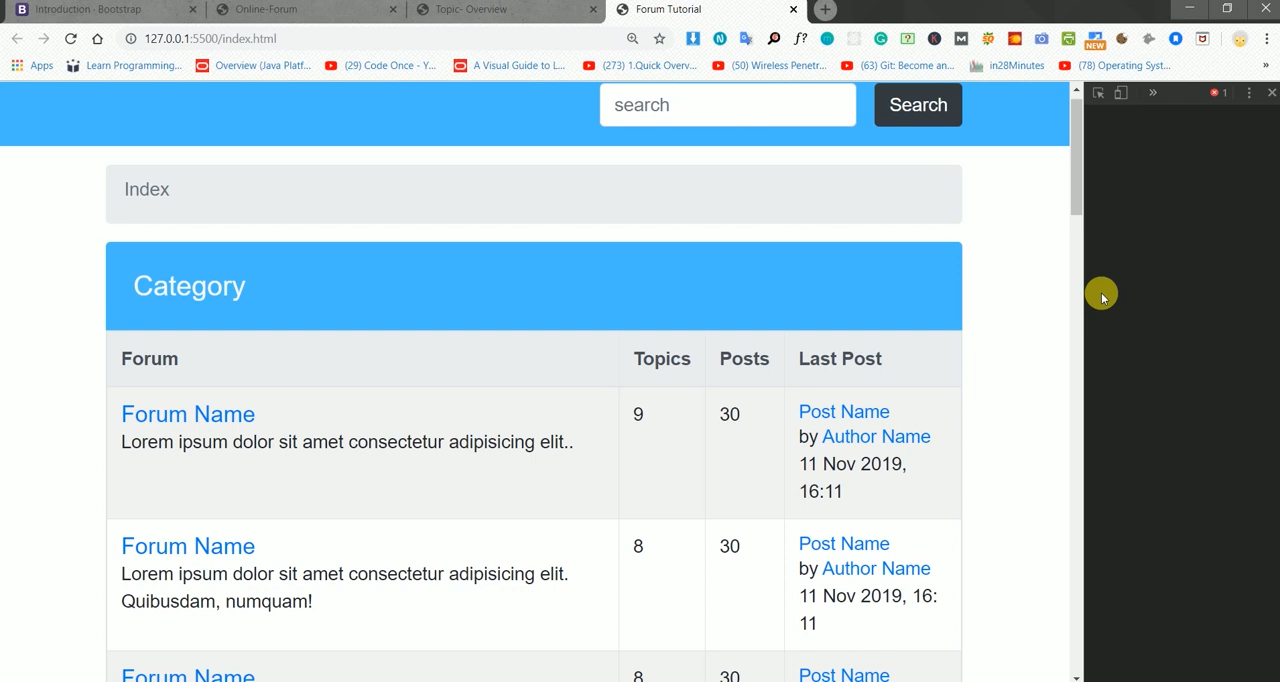 B Introduction · Bootstrap
Online-Forum
Topic- Overview
Forum Tutorial
127.0.0.1:5500/index.html
f?
N
K
M
NEW
Apps
Learn Programming...
Overview (Java Platf...
(29) Code Once - Y...
A Visual Guide to L...
(273) 1.Quick Overv...
(50) Wireless Penetr...
(63) Git: Become an...
in28Minutes
(78) Operating Syst...
»
search
Search
»
1
Index
Category
Forum Topics Posts Last Post
Forum Name 9 30 Post Name
Lorem ipsum dolor sit amet consectetur adipisicing elit.. by Author Name
11 Nov 2019,
16:11
Forum Name 8 30 Post Name
Lorem ipsum dolor sit amet consectetur adipisicing elit. by Author Name
Quibusdam, numquam! 11 Nov 2019, 16:
11
Forum Name 8 30 Post Name